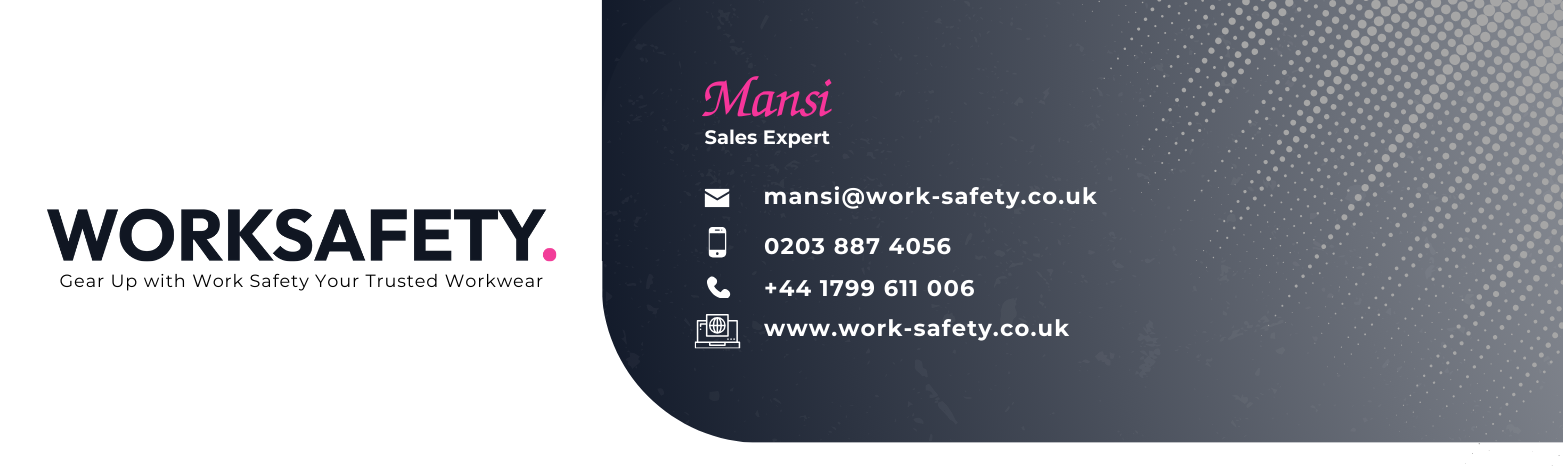 WORKSAFETY.
Gear Up with Work Safety Your Trusted Workwear
Mansi
Sales Expert
mansi@work-safety.co.uk
0203 887 4056
+44 1799 611 006
www.work-safety.co.uk